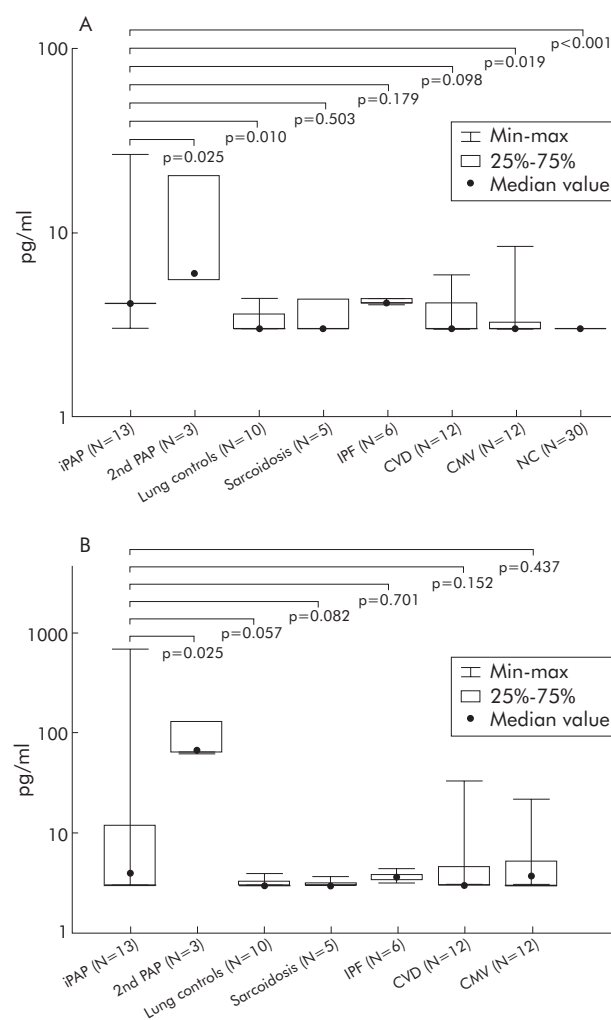 A
100
10
1
pg/ml
p<0.001
p=0.019
p=0.098
p=0.179
p=0.503
p=0.010
p=0.025
Min-max
25%-75%
Median value
iPAP (N=13)
2nd PAP (N=3)
Lung controls (N=10)
Sarcoidosis (N=5)
IPF (N=6)
CVD (N=12)
CMV (N=12)
NC (N=30)
B
1000
100
10
1
pg/ml
p=0.437
p=0.152
p=0.701
p=0.082
p=0.057
p=0.025
Min-max
25%-75%
Median value
iPAP (N=13)
2nd PAP (N=3)
Lung controls (N=10)
Sarcoidosis (N=5)
IPF (N=6)
CVD (N=12)
CMV (N=12)